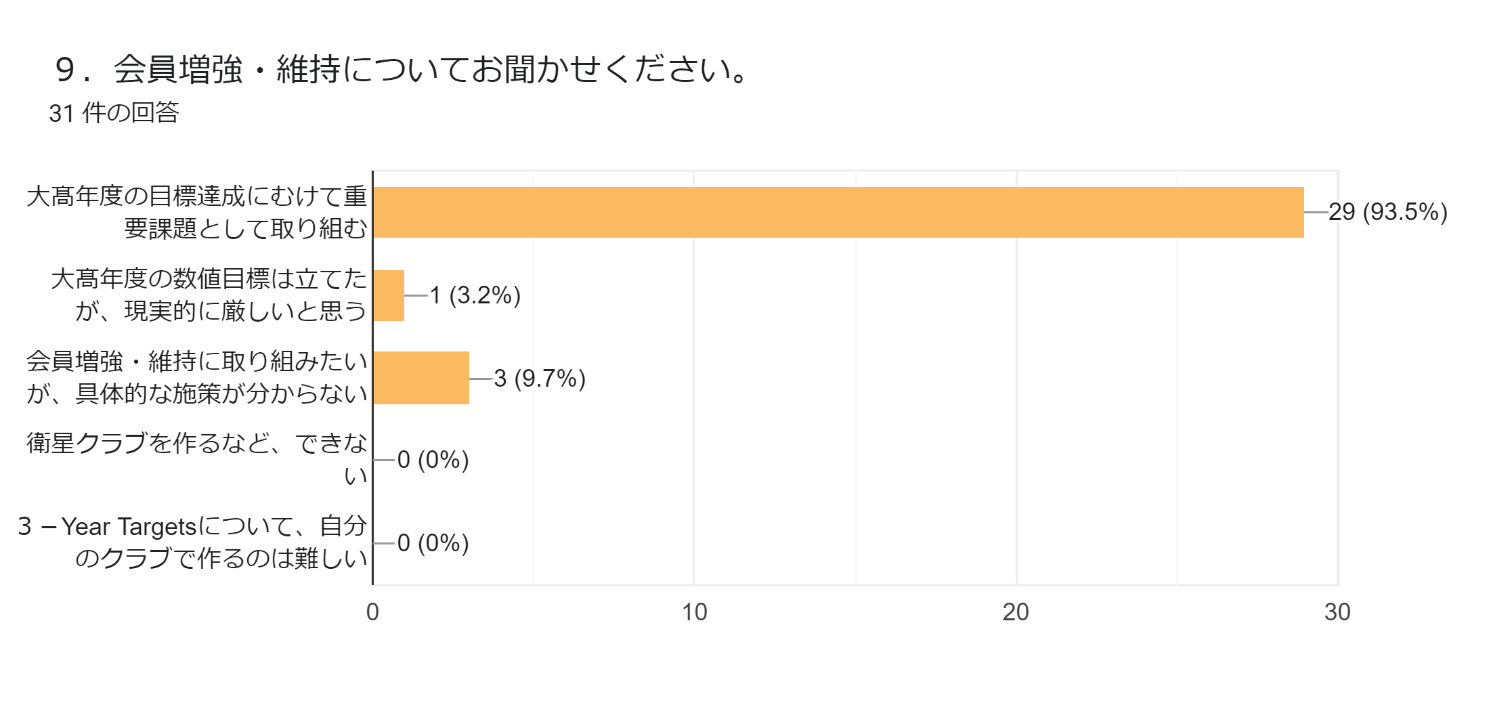 ９．会員増強・維持についてお聞かせください。
31 件の回答
大髙年度の目標達成にむけて重
要課題として取り組む
29 (93.5%)
大髙年度の数値目標は立てた
が、現実的に厳しいと思う
1 (3.2%)
会員増強・維持に取り組みたい
が、具体的な施策が分からない
3 (9.7%)
衛星クラブを作るなど、できな
い
0 (0%)
３－Year Targetsについて、自分
のクラブで作るのは難しい
0 (0%)
0 10 20 30